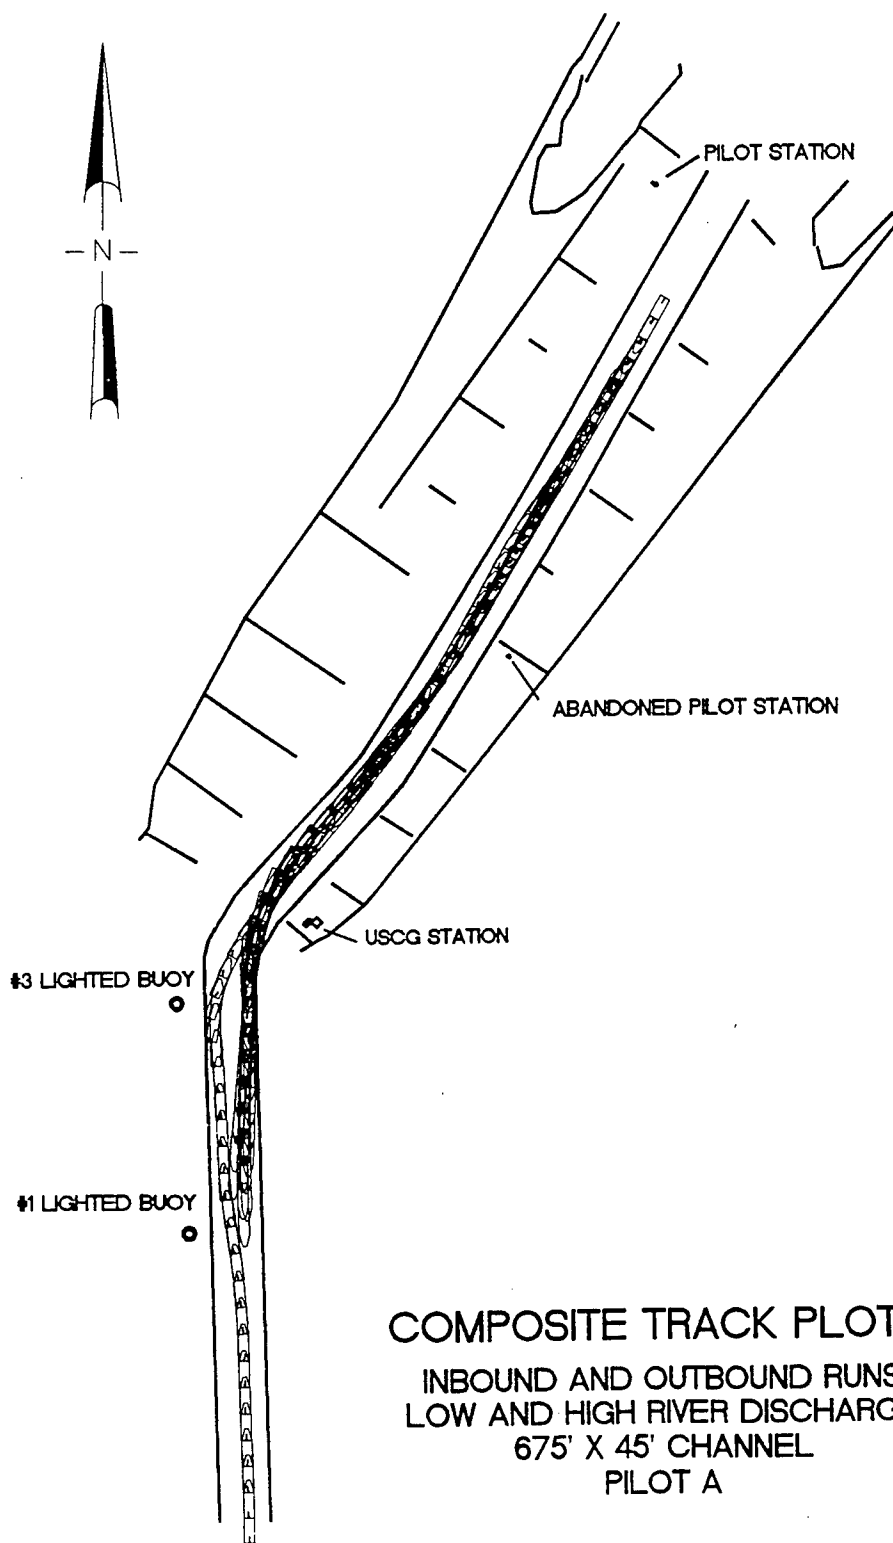 PILOT STATION
- N -
ABANDONED PILOT STATION
USCG STATION
#3 LIGHTED BUOY
#1 LIGHTED BUOY
COMPOSITE TRACK PLOT
INBOUND AND OUTBOUND RUNS
LOW AND HIGH RIVER DISCHARG
675' X 45' CHANNEL
PILOT A